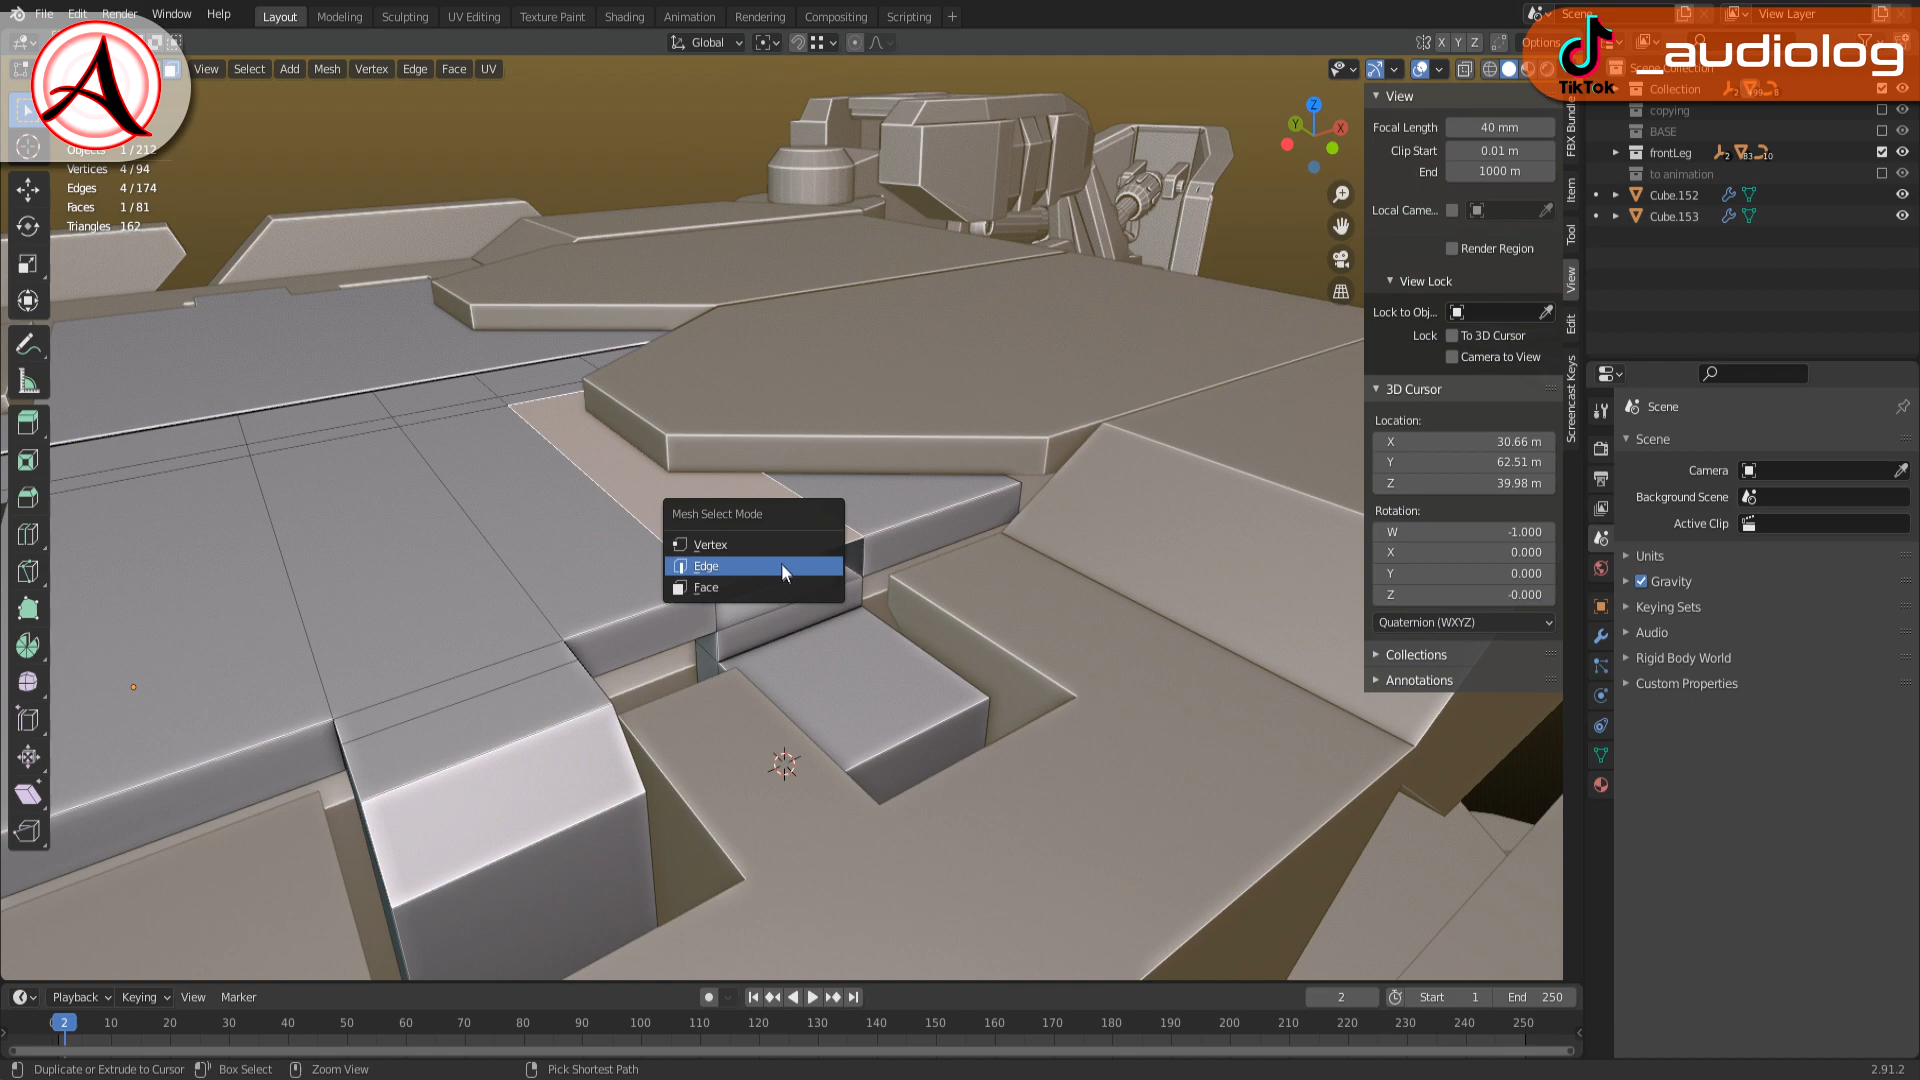 File Edit Render Window Help
Layout Modeling Sculpting UV Editing Texture Paint Shading Animation Rendering Compositing Scripting +
Scene
View Layer
Global
X Y Z
Options
View Select Add Mesh Vertex Edge Face UV
A
TikTok
_audiolog
Objects 1 / 212
Vertices 4 / 94
Edges 4 / 174
Faces 1 / 81
Triangles 162
Z
Y
X
View
Focal Length 40 mm
Clip Start 0.01 m
End 1000 m
Local Came...
Render Region
View Lock
Lock to Obj...
Lock To 3D Cursor
Camera to View
3D Cursor
Location:
X 30.66 m
Y 62.51 m
Z 39.98 m
Rotation:
W -1.000
X 0.000
Y 0.000
Z -0.000
Quaternion (WXYZ)
Collections
Annotations
FBX Bundle
Item
Tool
View
Edit
Screencast Keys
Scene Collection
Collection
copying
BASE
frontLeg 2 83 10
to animation
Cube.152
Cube.153
Scene
Scene
Camera
Background Scene
Active Clip
Units
Gravity
Keying Sets
Audio
Rigid Body World
Custom Properties
Mesh Select Mode
Vertex
Edge
Face
Playback Keying View Marker
2
Start 1
End 250
2 10 20 30 40 50 60 70 80 90 100 110 120 130 140 150 160 170 180 190 200 210 220 230 240 250
Duplicate or Extrude to Cursor Box Select Zoom View Pick Shortest Path
2.91.2